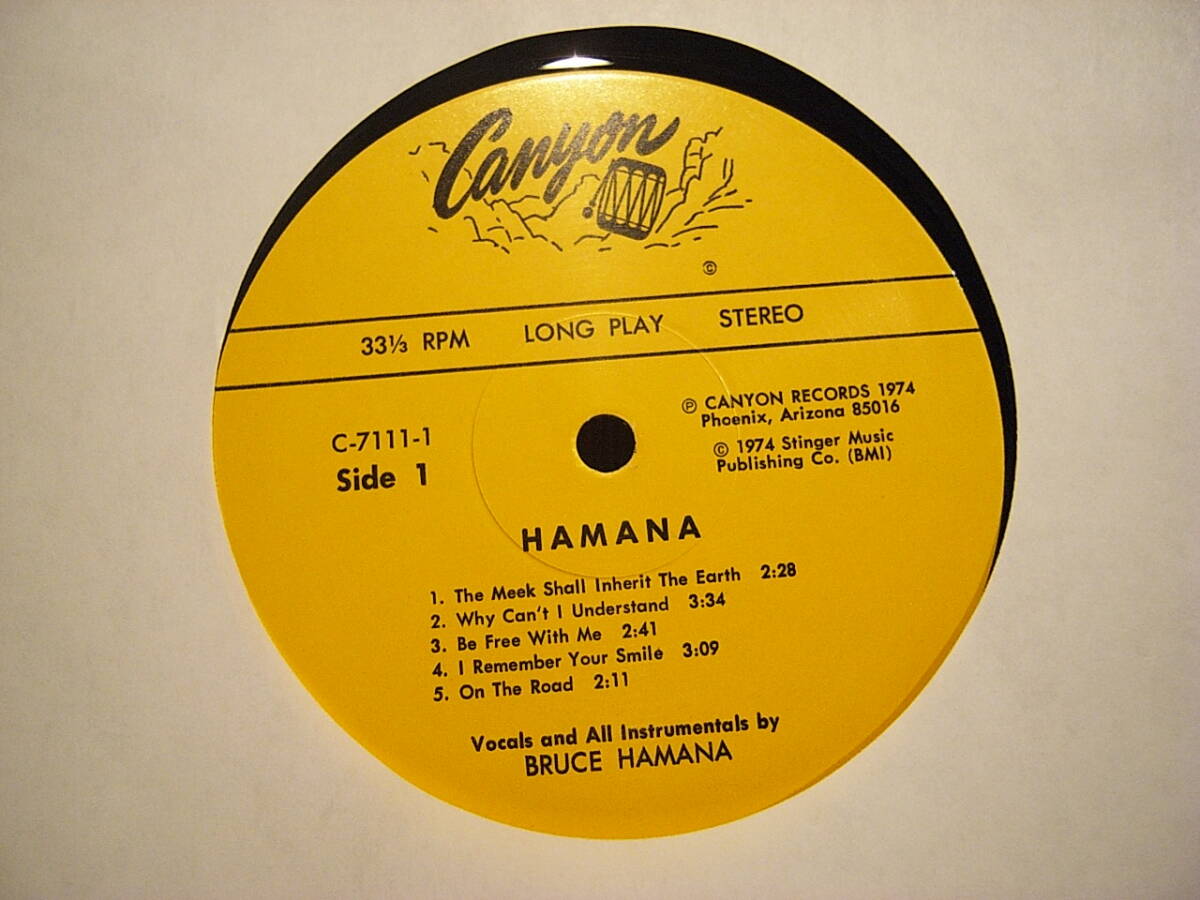 Canyon
©
33⅓ RPM LONG PLAY STEREO
Ⓟ CANYON RECORDS 1974
Phoenix, Arizona 85016
© 1974 Stinger Music
Publishing Co. (BMI)
C-7111-1
Side 1
HAMANA
1. The Meek Shall Inherit The Earth 2:28
2. Why Can't I Understand 3:34
3. Be Free With Me 2:41
4. I Remember Your Smile 3:09
5. On The Road 2:11
Vocals and All Instrumentals by
BRUCE HAMANA